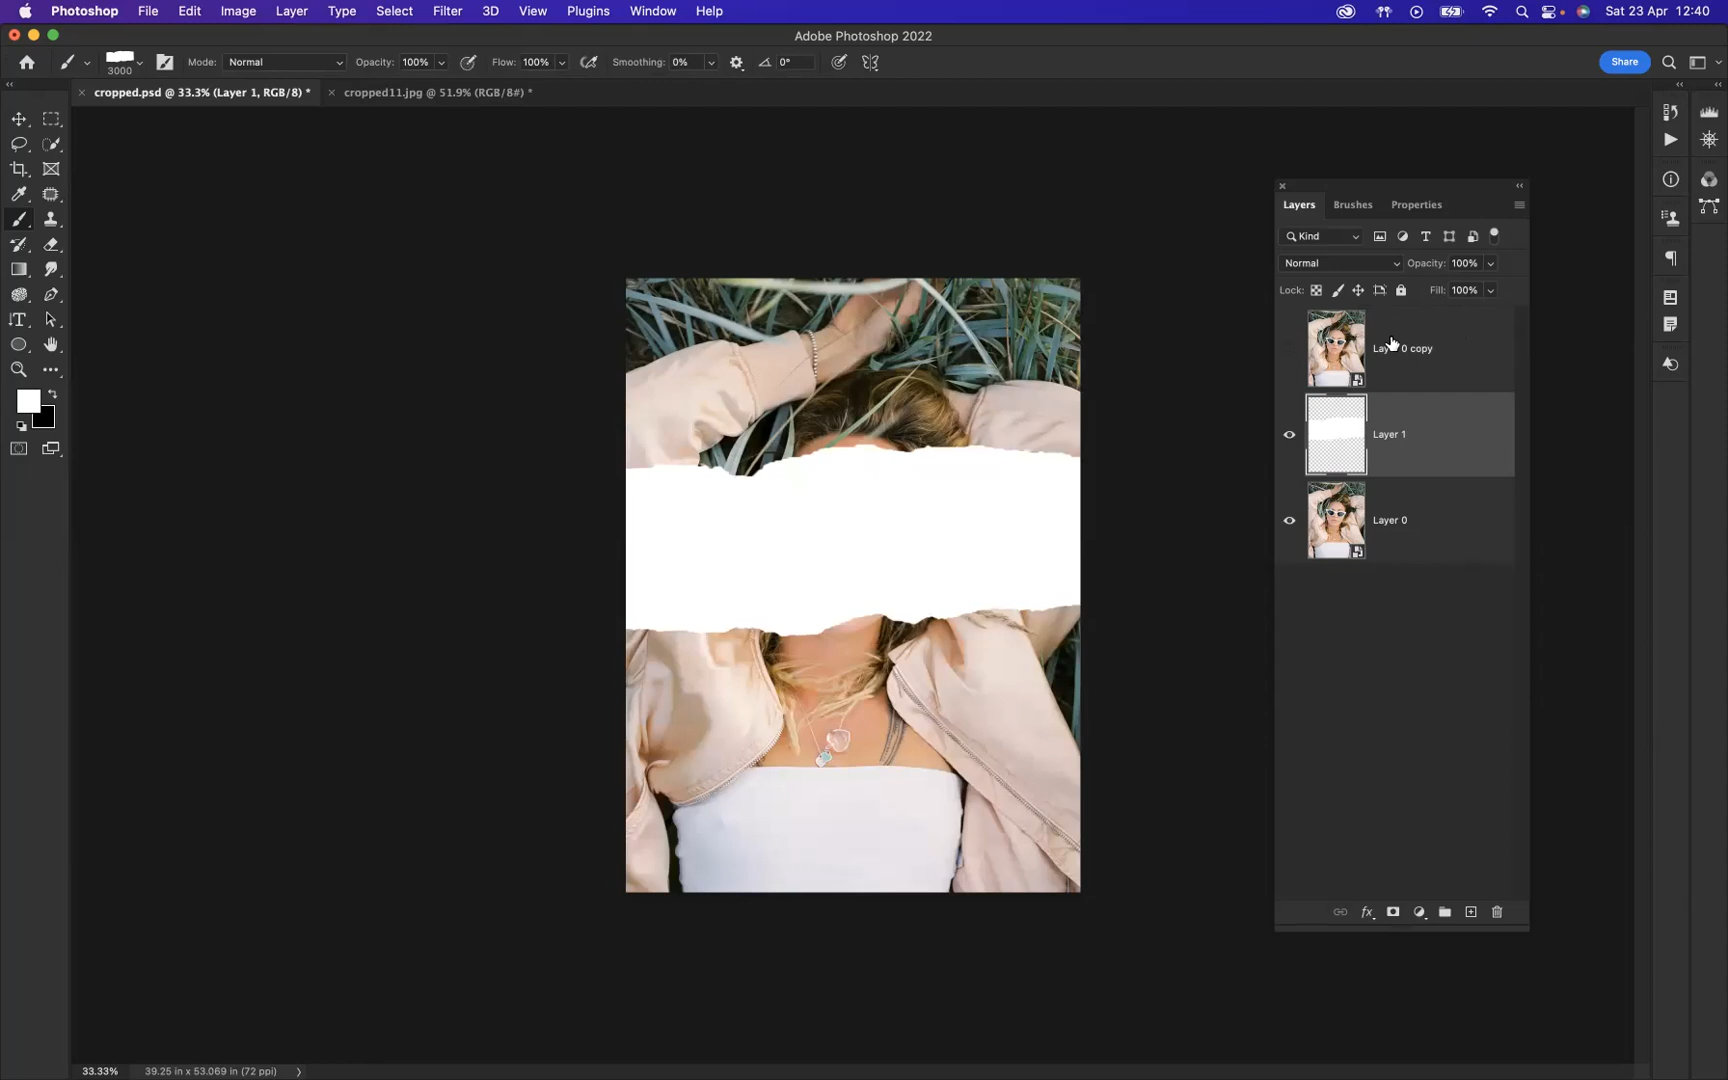 Photoshop File Edit Image Layer Type Select Filter 3D View Plugins Window Help Sat 23 Apr 12:40
Adobe Photoshop 2022
3000 Mode: Normal Opacity: 100% Flow: 100% Smoothing: 0% 0° Share
cropped.psd @ 33.3% (Layer 1, RGB/8) * cropped11.jpg @ 51.9% (RGB/8#) *
Layers Brushes Properties
Kind
Normal Opacity: 100%
Lock: Fill: 100%
Layer 0 copy
Layer 1
Layer 0
fx
33.33% 39.25 in x 53.069 in (72 ppi)